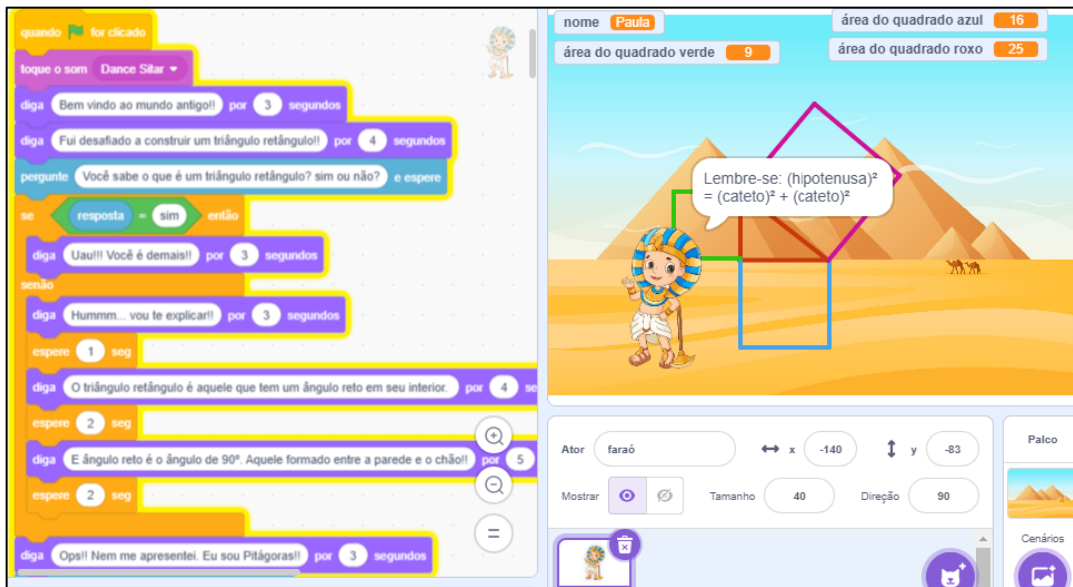 quando for clicado
toque o som Dance Sitar
diga Bem vindo ao mundo antigo!! por 3 segundos
diga Fui desafiado a construir um triângulo retângulo!! por 4 segundos
pergunte Você sabe o que é um triângulo retângulo? sim ou não? e espere
se resposta = sim então
diga Uau!!! Você é demais!! por 3 segundos
senão
diga Hummm... vou te explicar!! por 3 segundos
espere 1 seg
diga O triângulo retângulo é aquele que tem um ângulo reto em seu interior. por 4 se
espere 2 seg
diga E ângulo reto é o ângulo de 90º. Aquele formado entre a parede e o chão!! por 5
espere 2 seg
diga Ops!! Nem me apresentei. Eu sou Pitágoras!! por 3 segundos
nome Paula
área do quadrado azul 16
área do quadrado verde 9
área do quadrado roxo 25
Lembre-se: (hipotenusa)²
= (cateto)² + (cateto)²
Ator faraó x -140 y -83
Mostrar Tamanho 40 Direção 90
Palco
Cenários